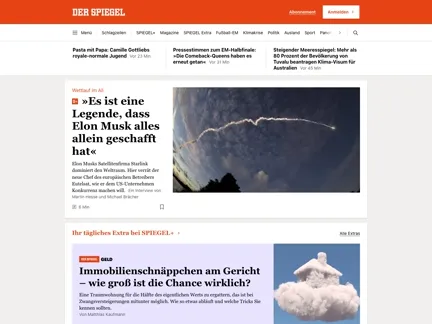 DER SPIEGEL
Abonnement
Anmelden
Menü
Schlagzeilen
SPIEGEL+
Magazine
SPIEGEL Extra
Fußball-EM
Klimakrise
Politik
Ausland
Sport
Pan
Pasta mit Papa: Camille Gottliebs
royale-normale Jugend Vor 23 Min
Pressestimmen zum EM-Halbfinale:
»Die Comeback-Queens haben es
erneut getan« Vor 31 Min
Steigender Meeresspiegel: Mehr als
80 Prozent der Bevölkerung von
Tuvalu beantragen Klima-Visum für
Australien Vor 34 Min
Wettlauf im All
»Es ist eine
Legende, dass
Elon Musk alles
allein geschafft
hat«
Elon Musks Satellitenfirma Starlink
dominiert den Weltraum. Hier verrät der
neue Chef des europäischen Betreibers
Eutelsat, wie er dem US-Unternehmen
Konkurrenz machen will. Ein Interview von
Martin Hesse und Michael Brächer
8 Min
Ihr tägliches Extra bei SPIEGEL+
Alle Extras
DER SPIEGEL GELD
Immobilienschnäppchen am Gericht
– wie groß ist die Chance wirklich?
Eine Traumwohnung für die Hälfte des eigentlichen Werts zu ergattern, das ist bei
Zwangsversteigerungen mitunter möglich. Wie so etwas abläuft und welche Tricks Sie
kennen sollten.
Von Matthias Kaufmann